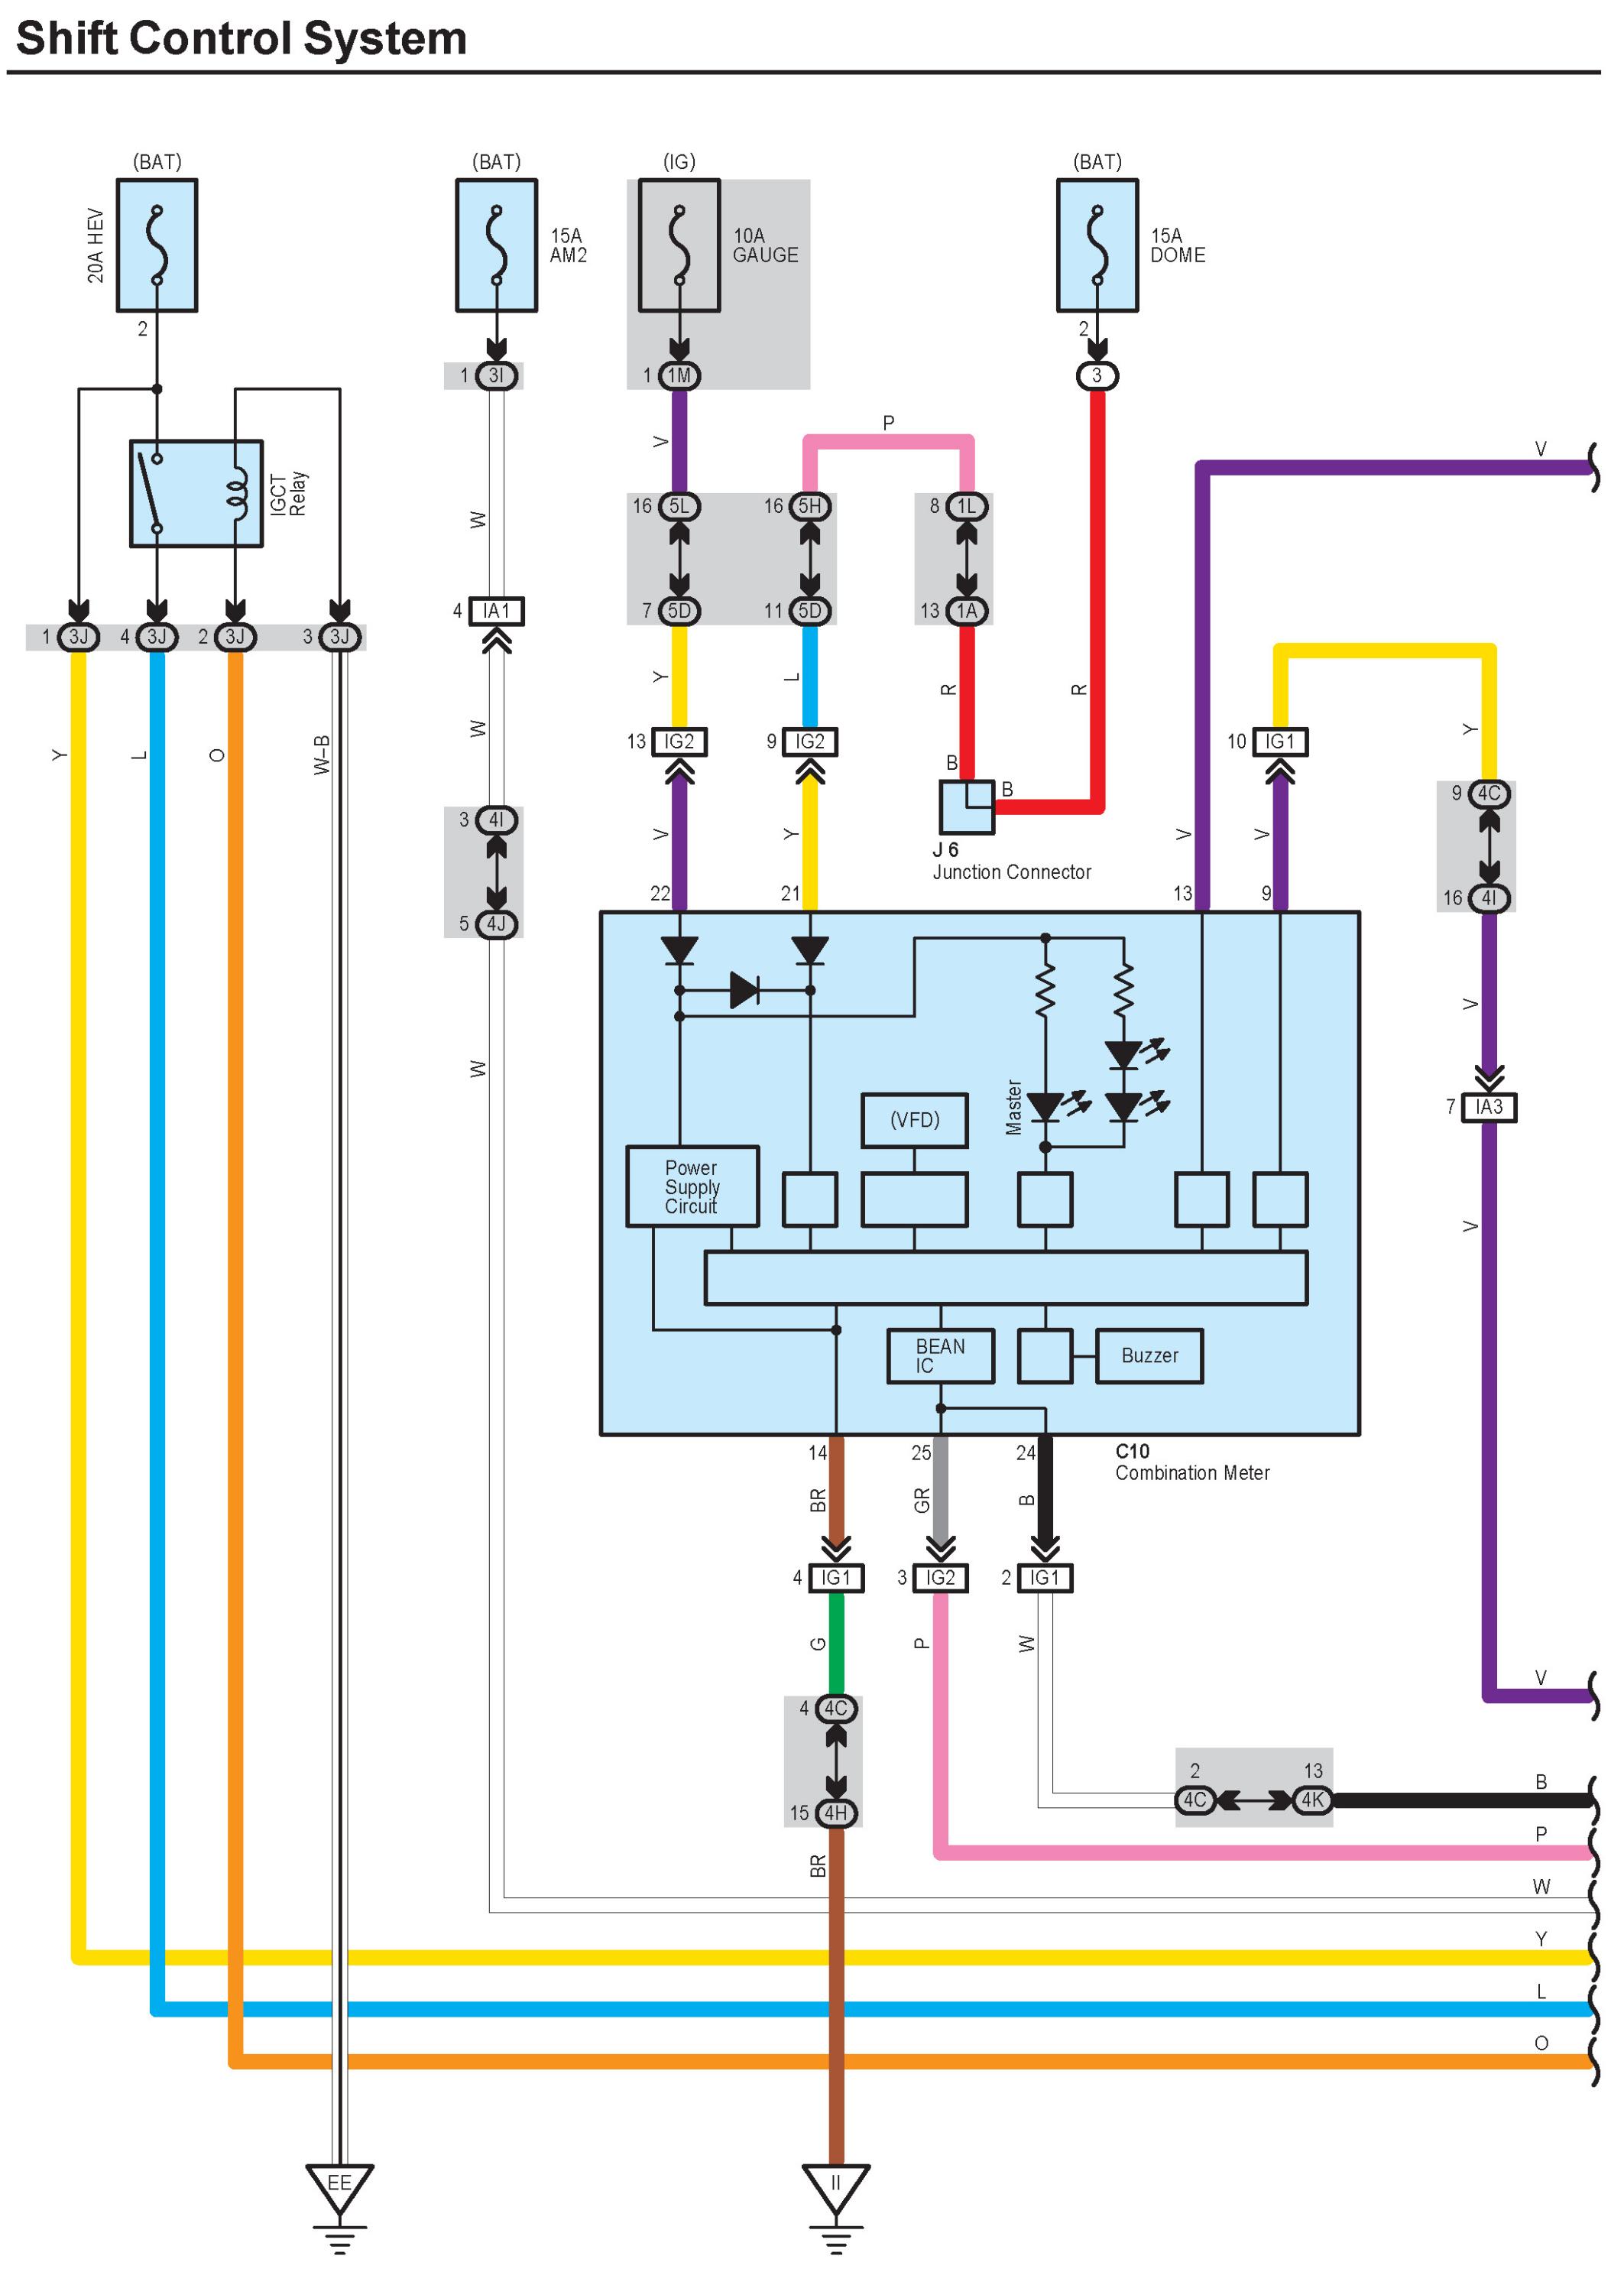 Shift Control System
(BAT)
(BAT)
(IG)
(BAT)
20A HEV
15A
AM2
10A
GAUGE
15A
DOME
2
2
1 3I
1 1M
3
V
P
V
IGCT
Relay
16 5L
16 5H
8 1L
W
4 IA1
7 5D
11 5D
13 1A
1 3J
4 3J
2 3J
3 3J
Y
L
R
R
Y
L
O
W-B
W
13 IG2
9 IG2
10 IG1
Y
B
B
9 4C
3 4I
V
Y
J 6
Junction Connector
V
V
22
21
13
9
16 4I
5 4J
W
V
Master
(VFD)
7 IA3
Power
Supply
Circuit
V
BEAN
IC
Buzzer
14
25
24
C10
Combination Meter
BR
GR
B
4 IG1
3 IG2
2 IG1
G
P
W
V
4 4C
2
13
4C
4K
B
15 4H
P
BR
W
Y
L
O
EE
II